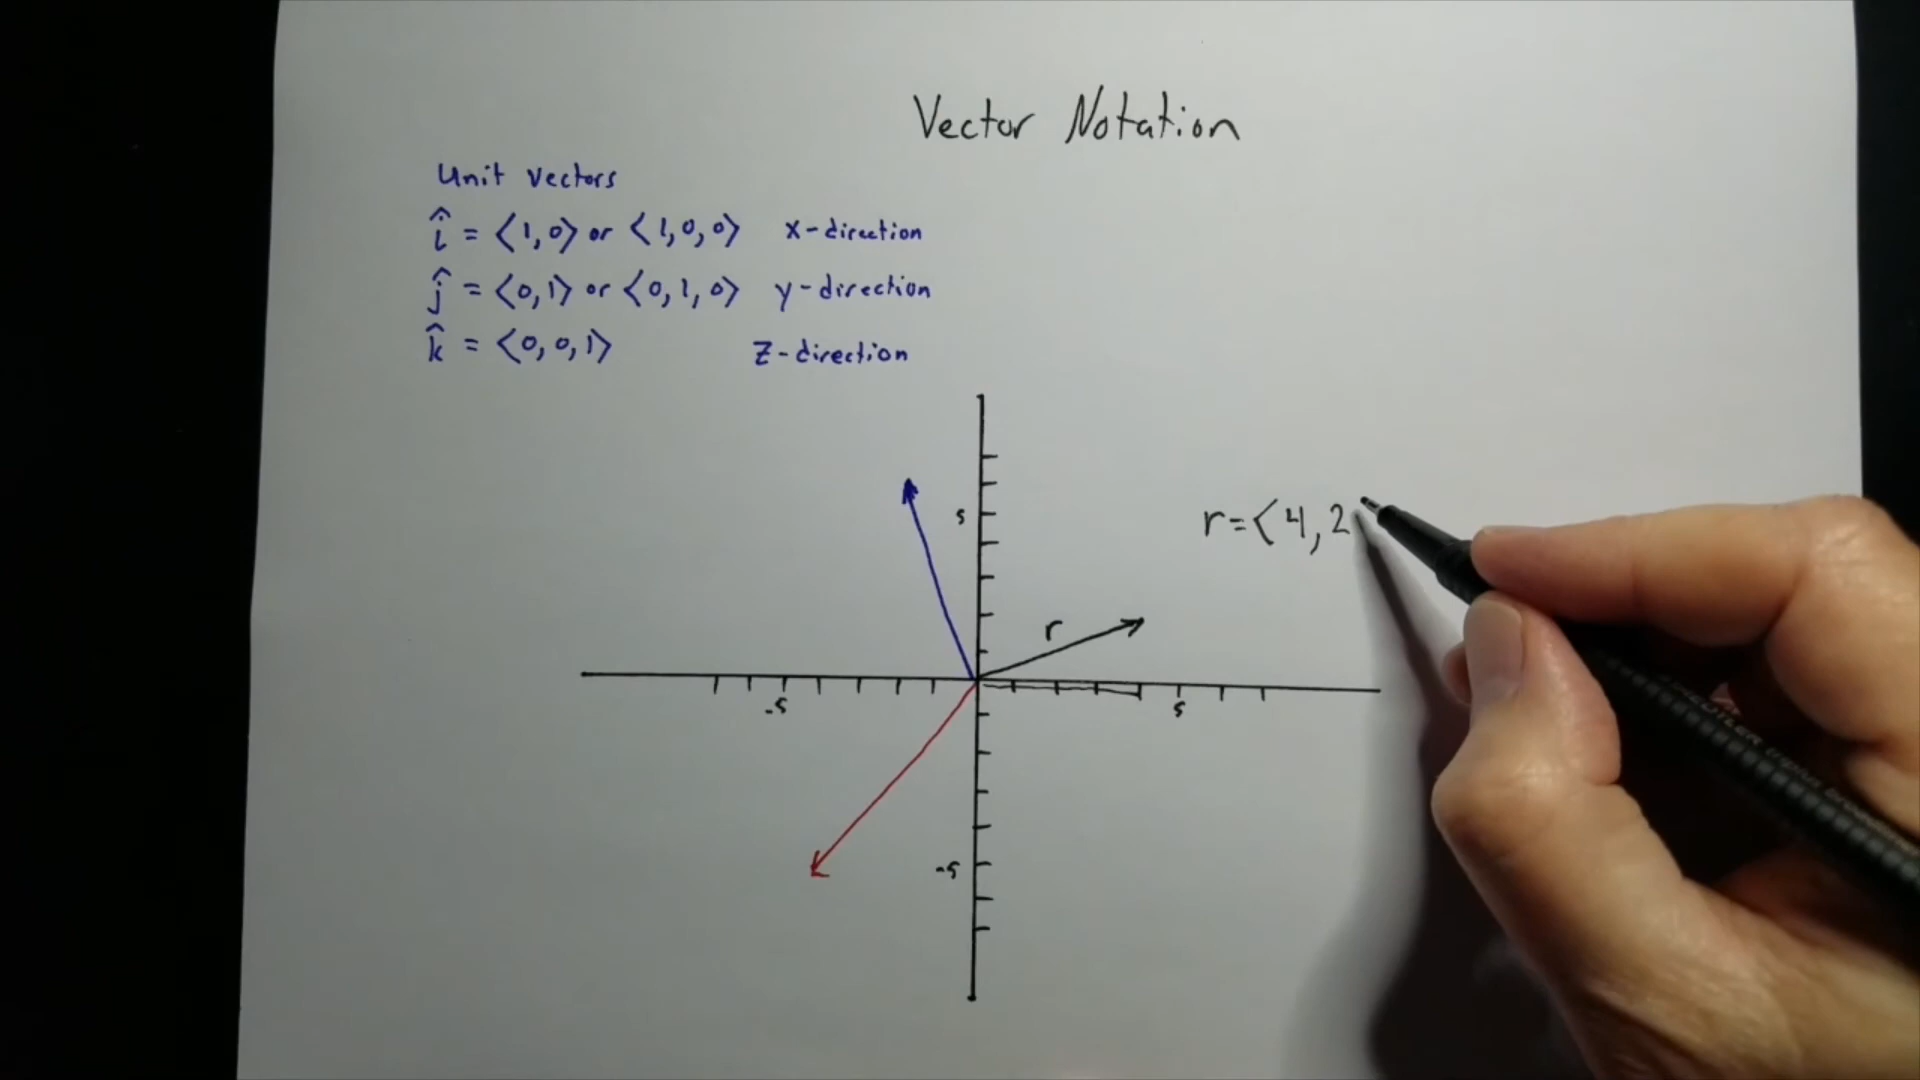 Vector Notation
Unit vectors
î = ⟨1,0⟩ or ⟨1,0,0⟩ x-direction
ĵ = ⟨0,1⟩ or ⟨0,1,0⟩ y-direction
k̂ = ⟨0,0,1⟩ z-direction
5
r=⟨4,2
r
-5
5
-5